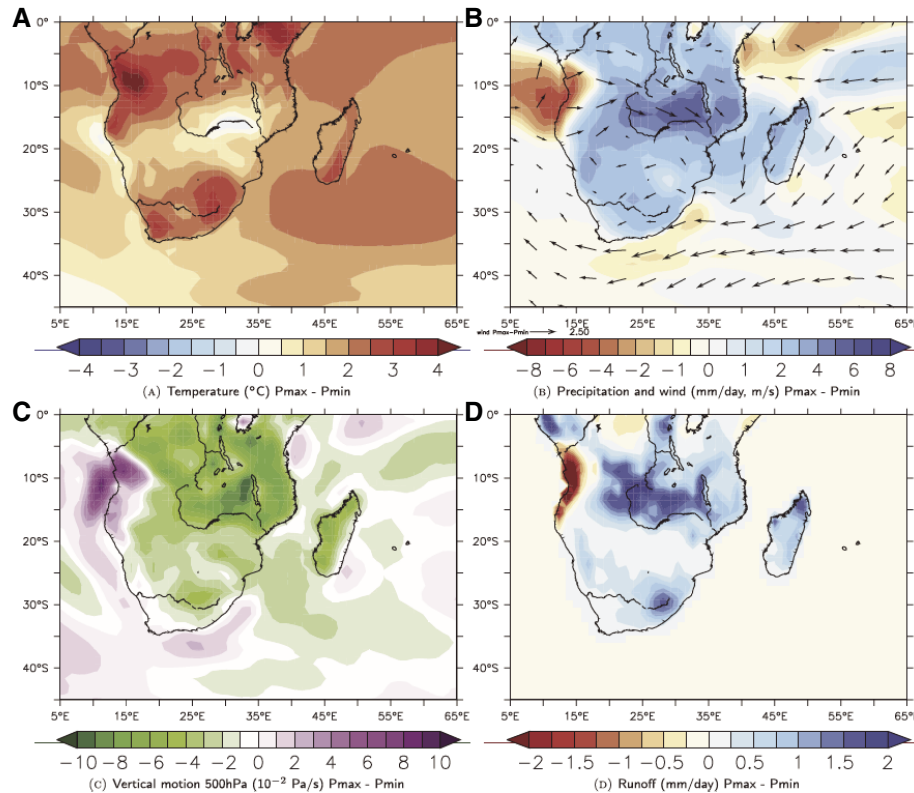 A
B
0°
10°S
20°S
30°S
40°S
5°E 15°E 25°E 35°E 45°E 55°E 65°E
−4 −3 −2 −1 0 1 2 3 4
(A) Temperature (°C) Pmax - Pmin
0°
10°S
20°S
30°S
40°S
5°E 15°E 25°E 35°E 45°E 55°E 65°E
wind Pmax-Pmin 2.50
−8 −6 −4 −2 −1 0 1 2 4 6 8
(B) Precipitation and wind (mm/day, m/s) Pmax - Pmin
C
D
0°
10°S
20°S
30°S
40°S
5°E 15°E 25°E 35°E 45°E 55°E 65°E
−10 −8 −6 −4 −2 0 2 4 6 8 10
(C) Vertical motion 500hPa (10⁻² Pa/s) Pmax - Pmin
0°
10°S
20°S
30°S
40°S
5°E 15°E 25°E 35°E 45°E 55°E 65°E
−2 −1.5 −1 −0.5 0 0.5 1 1.5 2
(D) Runoff (mm/day) Pmax - Pmin